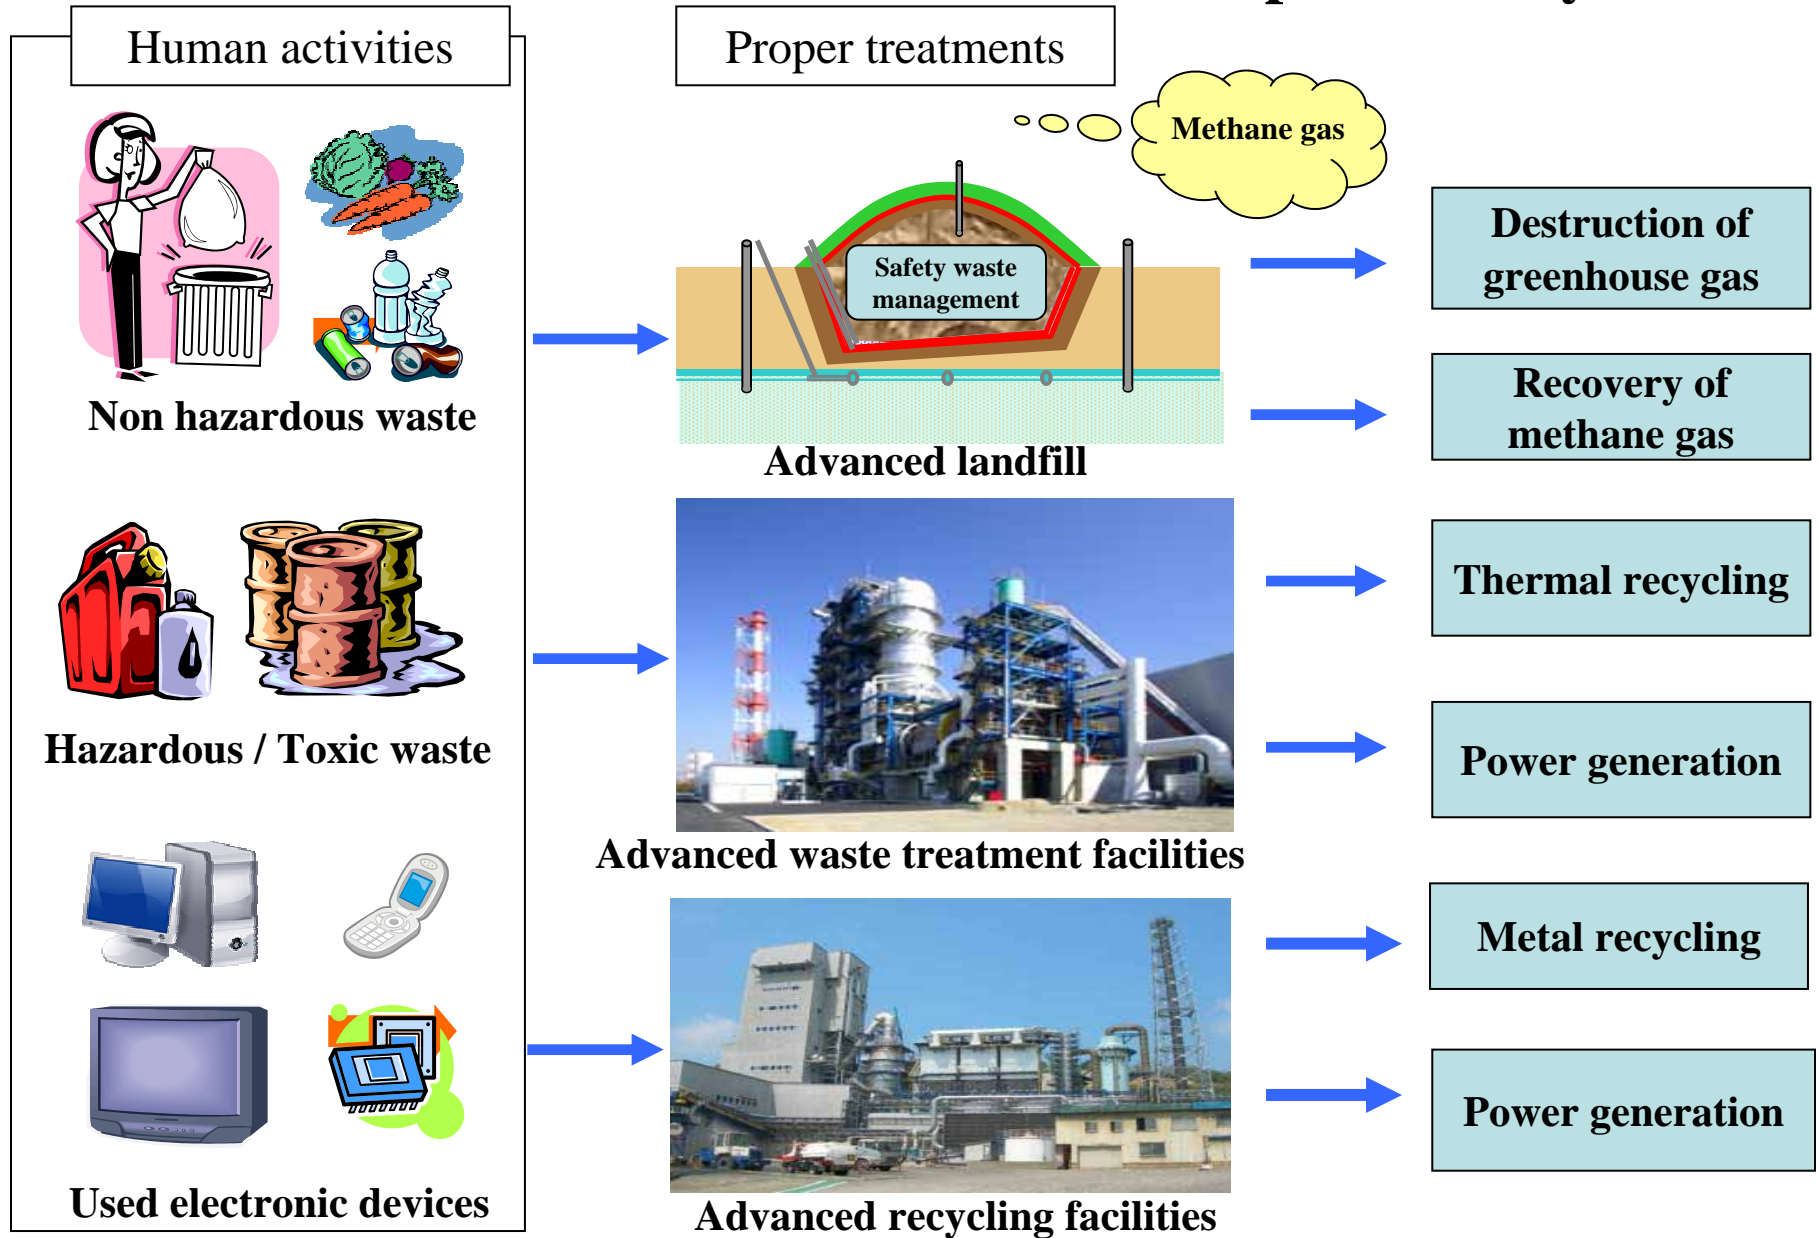 Human activities
Proper treatments
Methane gas
Safety waste
management
Destruction of
greenhouse gas
Recovery of
methane gas
Non hazardous waste
Advanced landfill
Thermal recycling
Hazardous / Toxic waste
Power generation
Advanced waste treatment facilities
Metal recycling
Power generation
Used electronic devices
Advanced recycling facilities